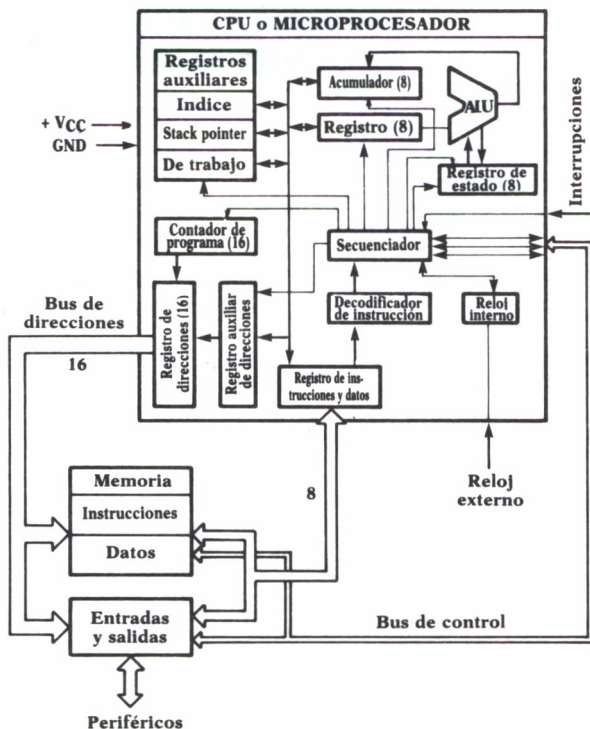 CPU o MICROPROCESADOR
Registros
auxiliares
Indice
Stack pointer
De trabajo
Acumulador (8)
Registro (8)
ALU
Registro de
estado (8)
+ VCC
GND
Interrupciones
Contador de
programa (16)
Secuenciador
Bus de
direcciones
16
Registro de
direcciones (16)
Registro auxiliar
de direcciones
Decodificador
de instrucción
Reloj
interno
Registro de ins-
trucciones y datos
8
Reloj
externo
Memoria
Instrucciones
Datos
Entradas
y salidas
Bus de control
Periféricos